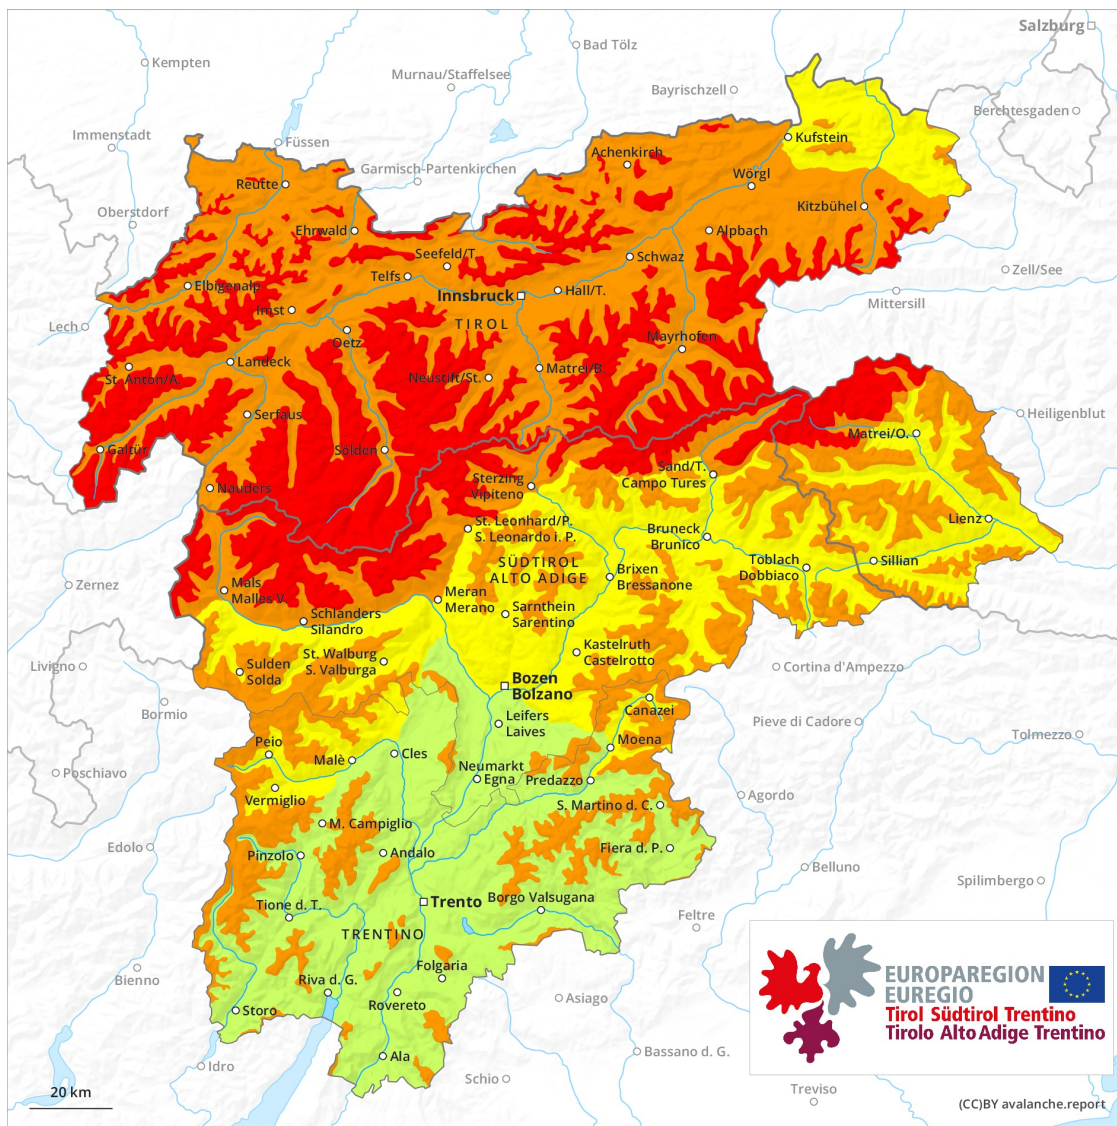 Salzburg
Bad Tölz
Kempten
Murnau/Staffelsee
Bayrischzell
Berchtesgaden
Immenstadt
Füssen
Kufstein
Achenkirch
Garmisch-Partenkirchen
Wörgl
Reutte
Kitzbühel
Oberstdorf
Ehrwald
Alpbach
Seefeld/T.
Schwaz
Zell/See
Telfs
Elbigenalp
Innsbruck
Hall/T.
Mittersill
Imst
TIROL
Lech
Oetz
Mayrhofen
Landeck
Matrei/B.
St. Anton/A.
Neustift/St.
Serfaus
Heiligenblut
Matrei/O.
Galtür
Sölden
Sand/T.
Campo Tures
Sterzing
Vipiteno
Nauders
Lienz
St. Leonhard/P.
S. Leonardo i. P.
Bruneck
Brunico
SÜDTIROL
ALTO ADIGE
Toblach
Dobbiaco
Sillian
Brixen
Bressanone
Zernez
Mals
Malles V.
Meran
Merano
Schlanders
Silandro
Sarnthein
Sarentino
Kastelruth
Castelrotto
Livigno
St. Walburg
S. Valburga
Sulden
Solda
Cortina d'Ampezzo
Bozen
Bolzano
Bormio
Canazei
Leifers
Laives
Pieve di Cadore
Tolmezzo
Peio
Moena
Malè
Cles
Poschiavo
Neumarkt
Egna
Predazzo
Vermiglio
Agordo
S. Martino d. C.
M. Campiglio
Edolo
Pinzolo
Andalo
Fiera d. P.
Belluno
Spilimbergo
Tione d. T.
Trento
Borgo Valsugana
Feltre
TRENTINO
Bienno
Folgaria
Riva d. G.
Rovereto
Asiago
Storo
EUROPAREGION
EUREGIO
Tirol Südtirol Trentino
Tirolo Alto Adige Trentino
Ala
Bassano d. G.
Idro
Schio
Treviso
20 km
(CC)BY avalanche.report